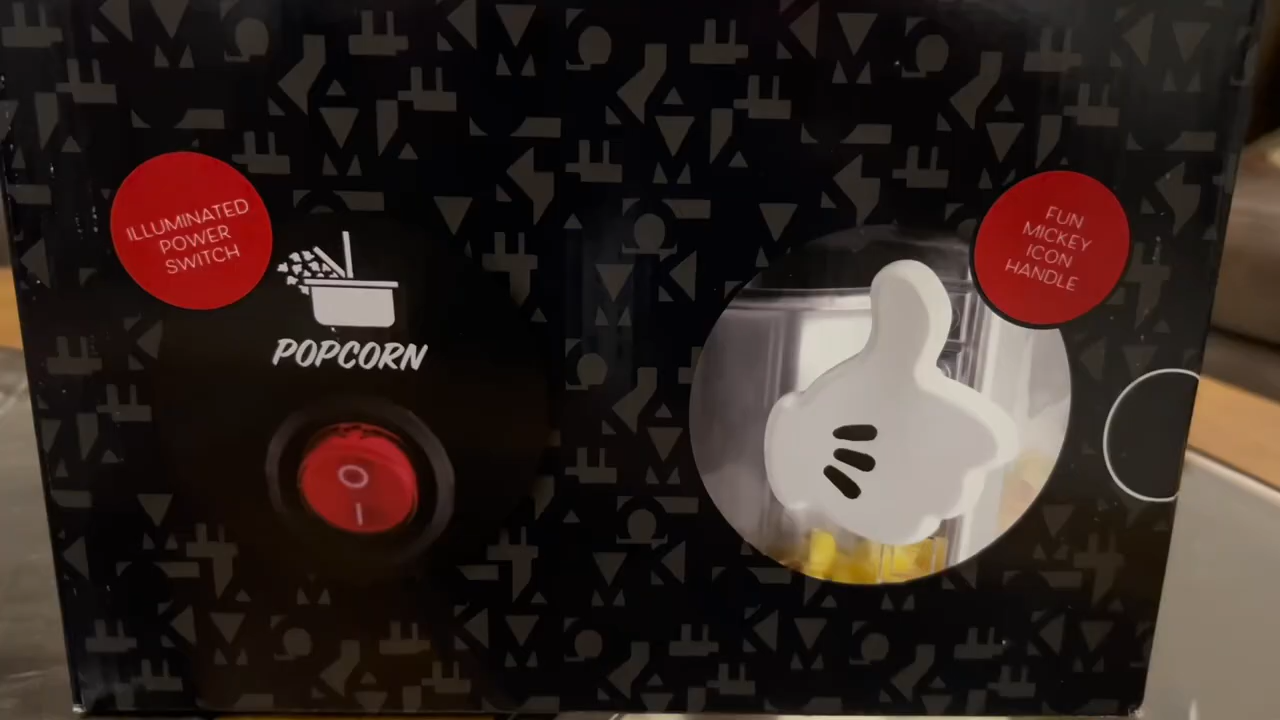 ILLUMINATED
POWER
SWITCH
POPCORN
FUN
MICKEY
ICON
HANDLE